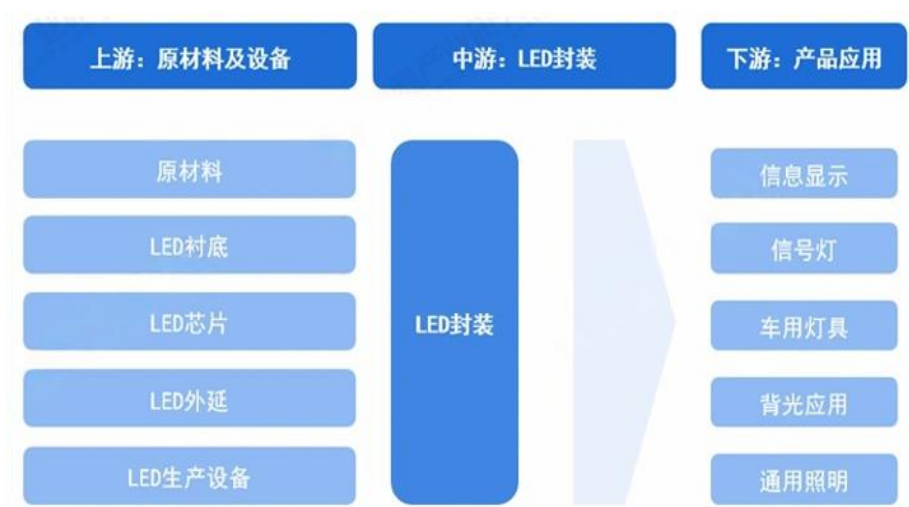 上游：原材料及设备
中游：LED封装
下游：产品应用
原材料
LED衬底
LED芯片
LED外延
LED生产设备
LED封装
信息显示
信号灯
车用灯具
背光应用
通用照明